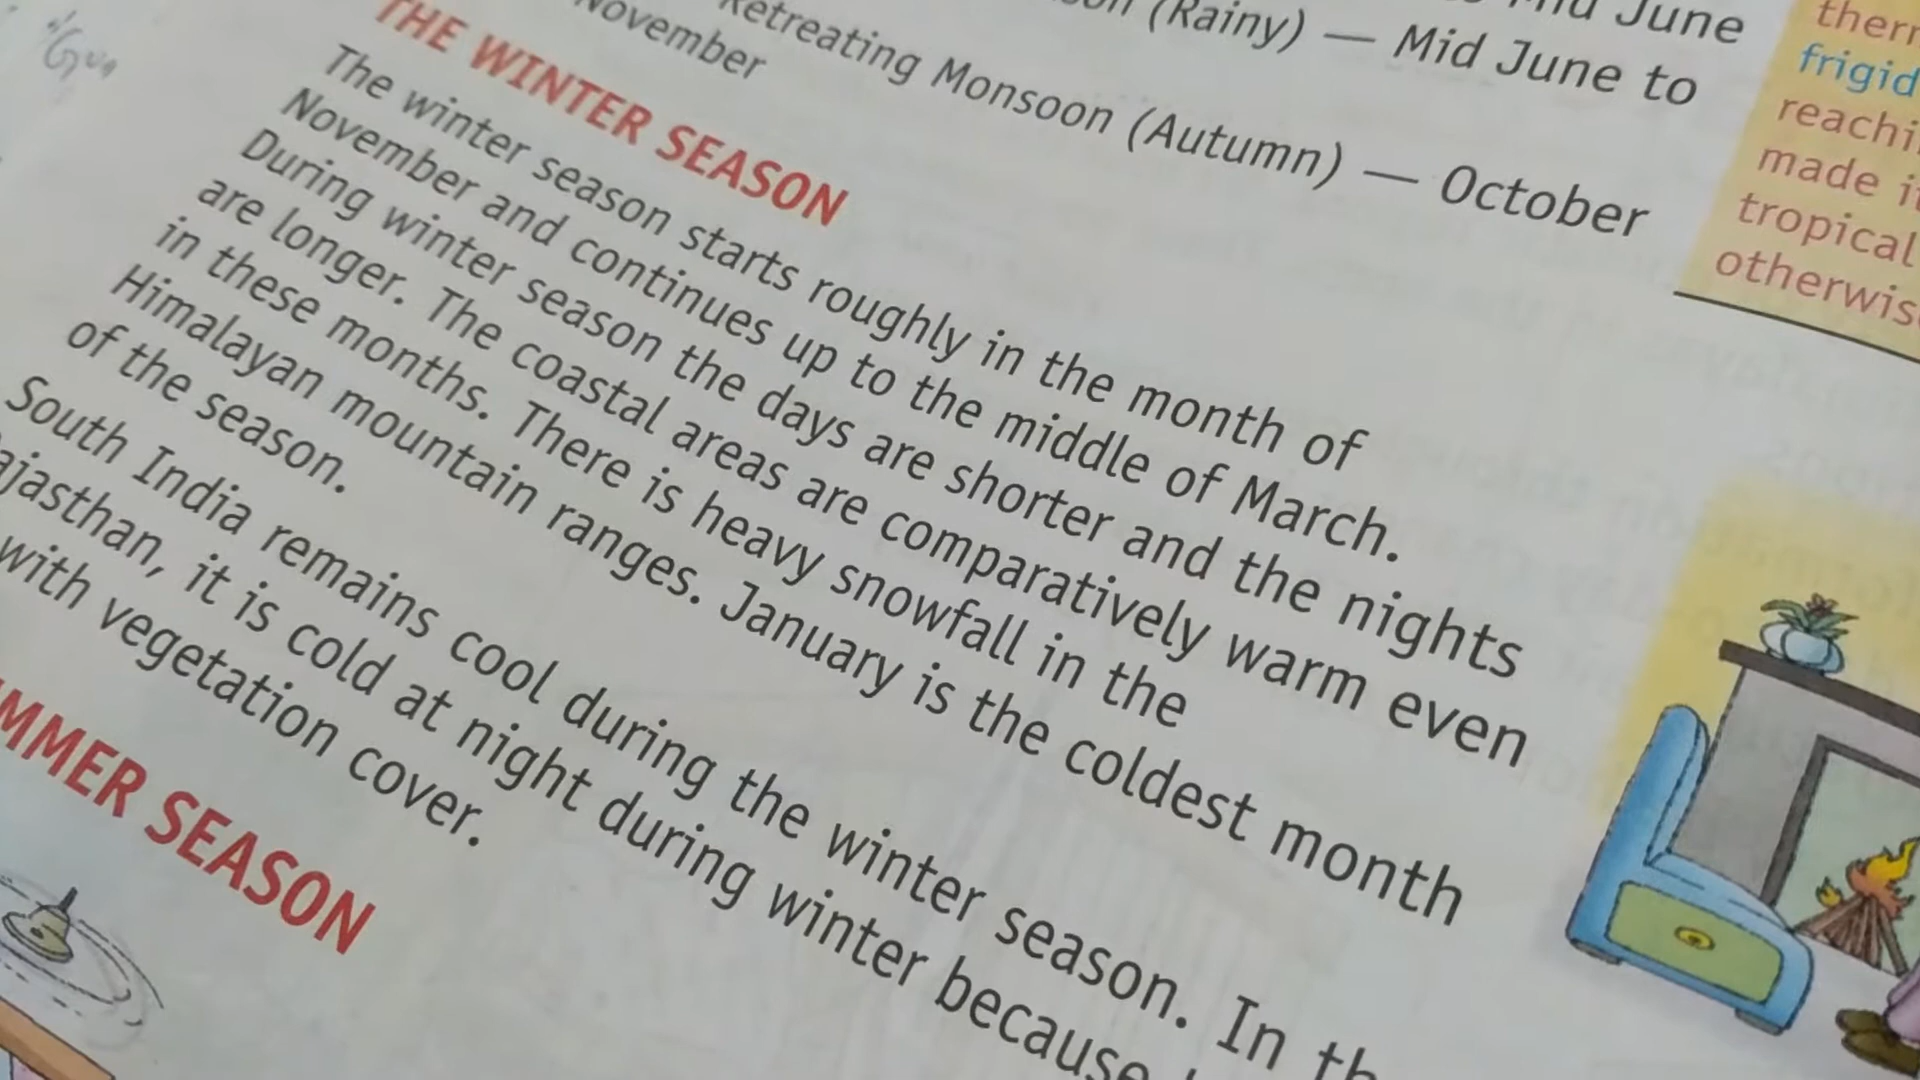 Mid June
(Rainy) — Mid June to
Retreating Monsoon (Autumn) — October
November
THE WINTER SEASON
The winter season starts roughly in the month of
November and continues up to the middle of March.
During winter season the days are shorter and the nights
are longer. The coastal areas are comparatively warm even
in these months. There is heavy snowfall in the
Himalayan mountain ranges. January is the coldest month
of the season.
South India remains cool during the winter season. In
ajasthan, it is cold at night during winter because
with vegetation cover.
MMER SEASON
frigid
reachi
made i
tropical
otherwis